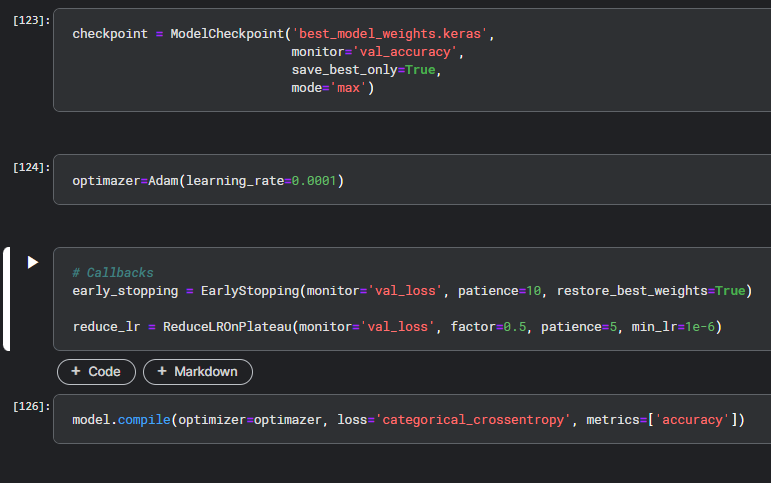 [123]:
checkpoint = ModelCheckpoint('best_model_weights.keras',
monitor='val_accuracy',
save_best_only=True,
mode='max')
[124]:
optimazer=Adam(learning_rate=0.0001)
# Callbacks
early_stopping = EarlyStopping(monitor='val_loss', patience=10, restore_best_weights=True)
reduce_lr = ReduceLROnPlateau(monitor='val_loss', factor=0.5, patience=5, min_lr=1e-6)
+ Code + Markdown
[126]:
model.compile(optimizer=optimazer, loss='categorical_crossentropy', metrics=['accuracy'])